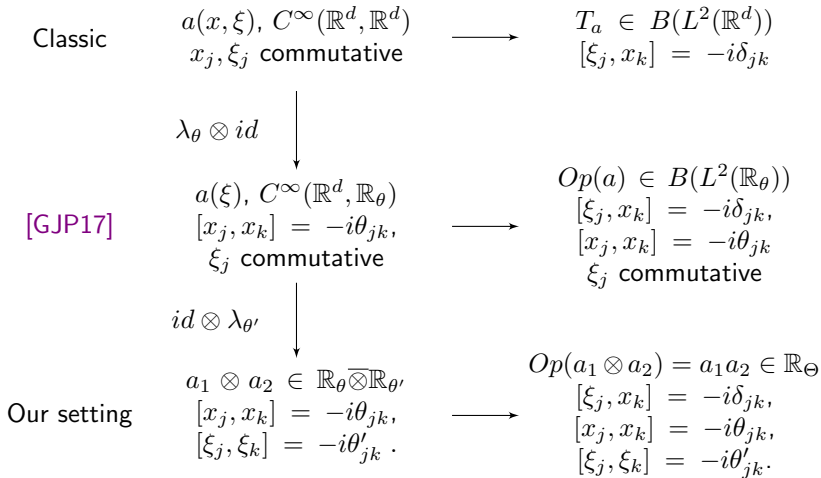 Classic
a(x, ξ), C^∞(ℝ^d, ℝ^d)
x_j, ξ_j commutative
T_a ∈ B(L^2(ℝ^d))
[ξ_j, x_k] = −iδ_{jk}
λ_θ ⊗ id
[GJP17]
a(ξ), C^∞(ℝ^d, ℝ_θ)
[x_j, x_k] = −iθ_{jk},
ξ_j commutative
Op(a) ∈ B(L^2(ℝ_θ))
[ξ_j, x_k] = −iδ_{jk},
[x_j, x_k] = −iθ_{jk}
ξ_j commutative
id ⊗ λ_{θ'}
Our setting
a_1 ⊗ a_2 ∈ ℝ_θ \overline{⊗} ℝ_{θ'}
[x_j, x_k] = −iθ_{jk},
[ξ_j, ξ_k] = −iθ'_{jk} .
Op(a_1 ⊗ a_2) = a_1a_2 ∈ ℝ_Θ
[ξ_j, x_k] = −iδ_{jk},
[x_j, x_k] = −iθ_{jk},
[ξ_j, ξ_k] = −iθ'_{jk}.